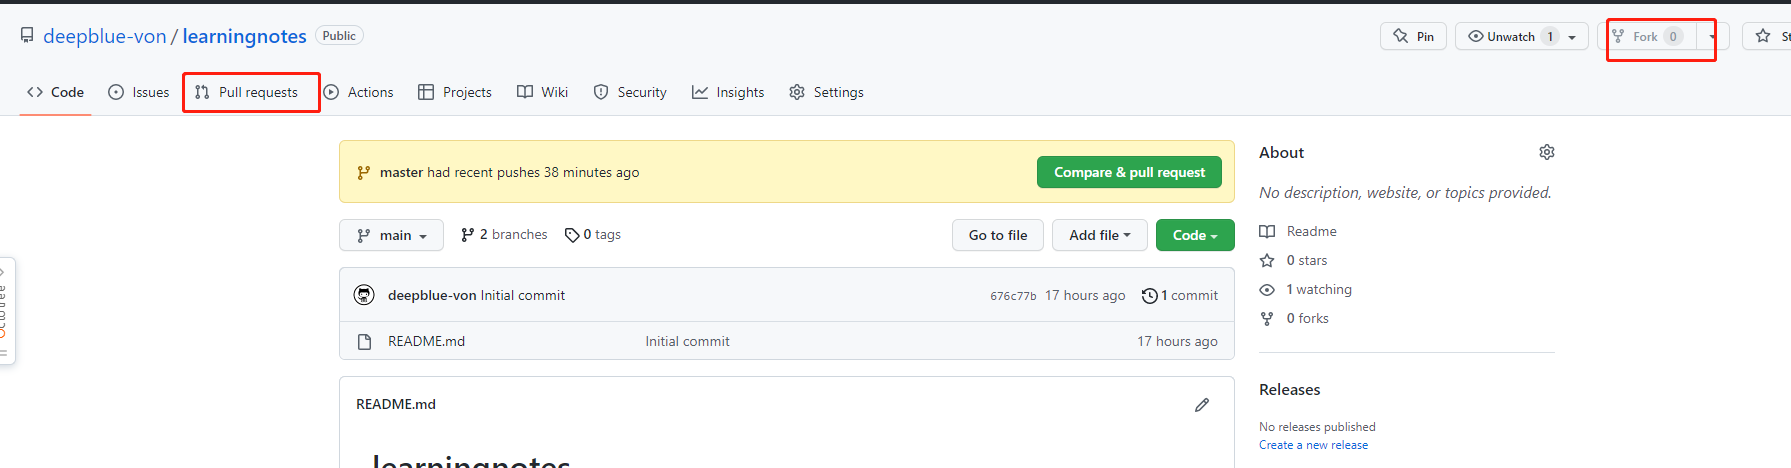 deepblue-von / learningnotes Public Pin Unwatch 1 Fork 0 St
Code Issues Pull requests Actions Projects Wiki Security Insights Settings
master had recent pushes 38 minutes ago Compare & pull request
main 2 branches 0 tags Go to file Add file Code
deepblue-von Initial commit 676c77b 17 hours ago 1 commit
README.md Initial commit 17 hours ago
README.md
learningnotes
About
No description, website, or topics provided.
Readme
0 stars
1 watching
0 forks
Releases
No releases published
Create a new release